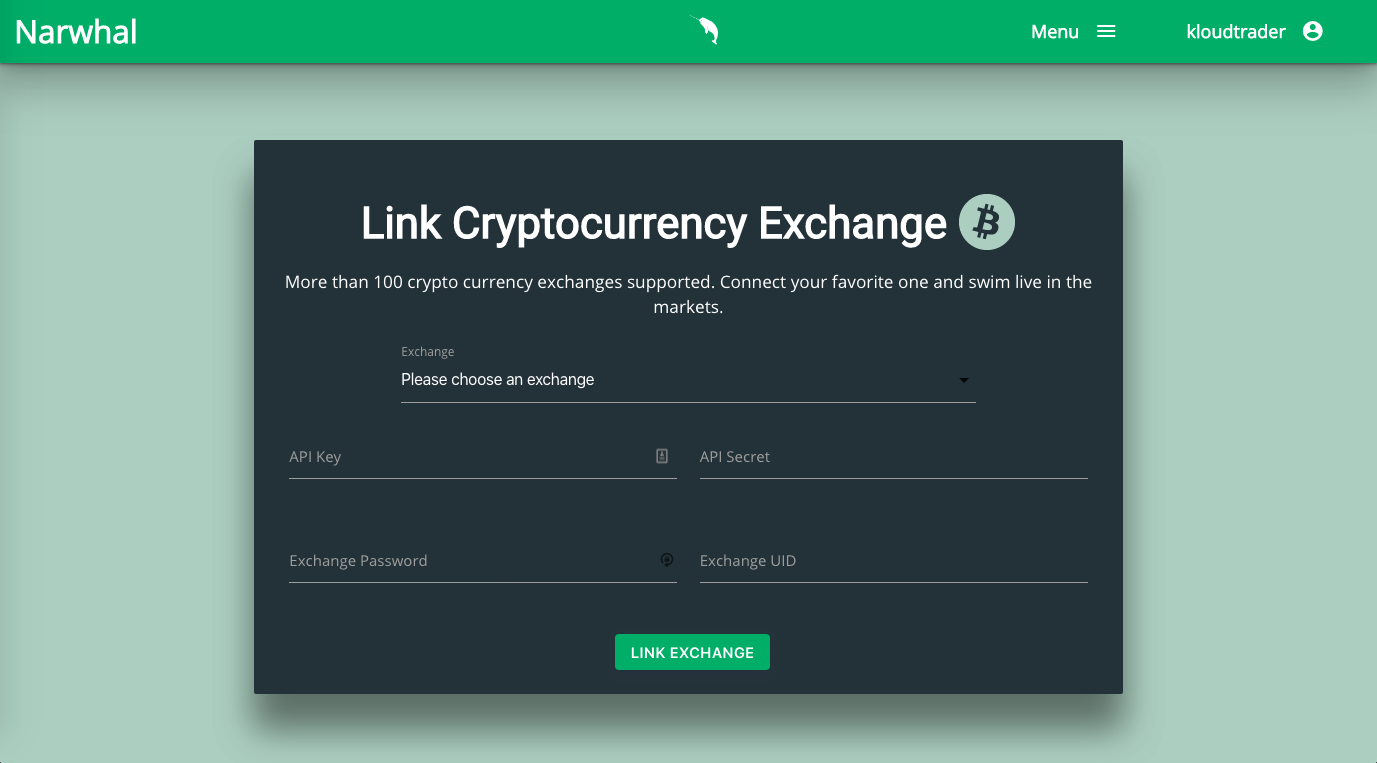 Narwhal
Menu
kloudtrader
Link Cryptocurrency Exchange
More than 100 crypto currency exchanges supported. Connect your favorite one and swim live in the
markets.
Exchange
Please choose an exchange
API Key
API Secret
Exchange Password
Exchange UID
LINK EXCHANGE